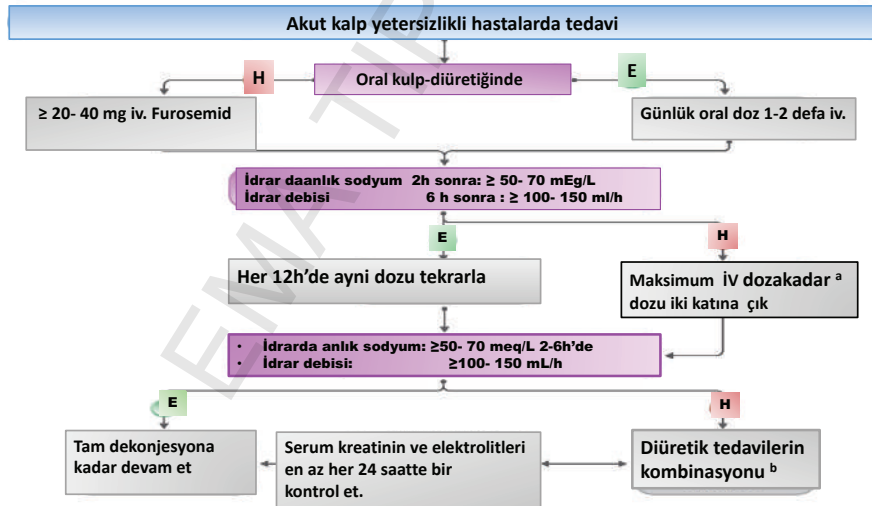 Akut kalp yetersizlikli hastalarda tedavi
H
Oral kulp-diüretiğinde
E
≥ 20- 40 mg iv. Furosemid
Günlük oral doz 1-2 defa iv.
İdrar daanlık sodyum 2h sonra: ≥ 50- 70 mEg/L
İdrar debisi 6 h sonra : ≥ 100- 150 ml/h
E
H
Her 12h’de ayni dozu tekrarla
Maksimum İV dozakadar a
dozu iki katına çık
• İdrarda anlık sodyum: ≥50- 70 meq/L 2-6h’de
• İdrar debisi: ≥100- 150 mL/h
E
H
Tam dekonjesyona
kadar devam et
Serum kreatinin ve elektrolitleri
en az her 24 saatte bir
kontrol et.
Diüretik tedavilerin
kombinasyonu b
EMA TIP